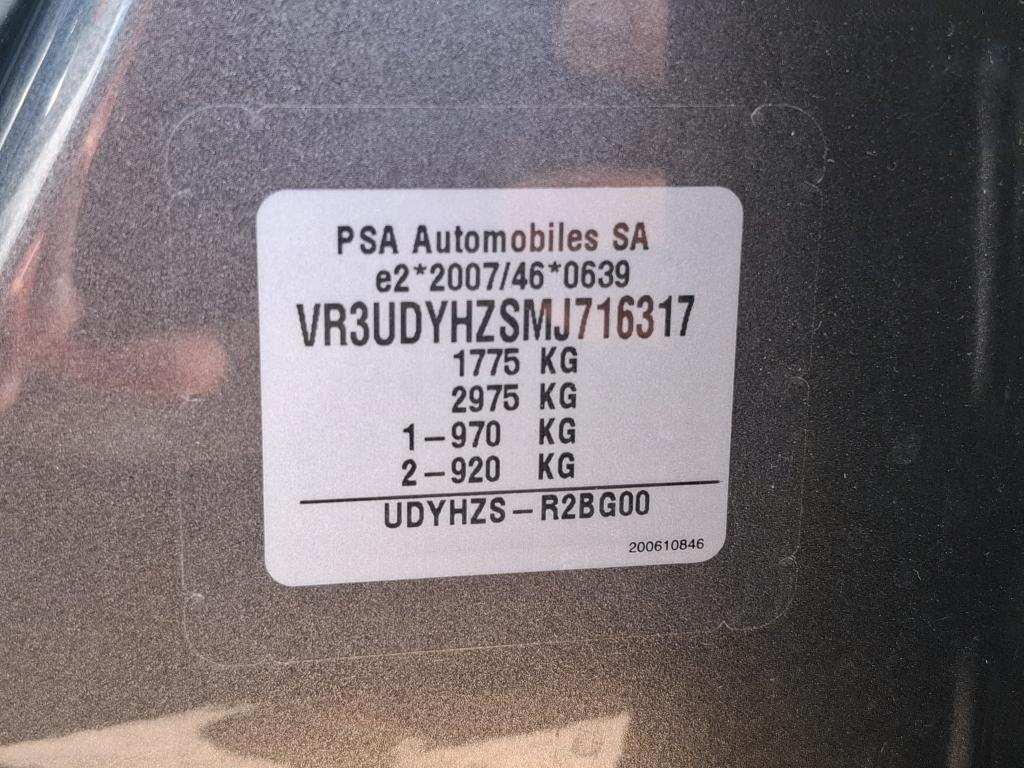 PSA Automobiles SA
e2*2007/46*0639
VR3UDYHZSMJ716317
1775 KG
2975 KG
1-970 KG
2-920 KG
UDYHZS-R2BG00
200610846